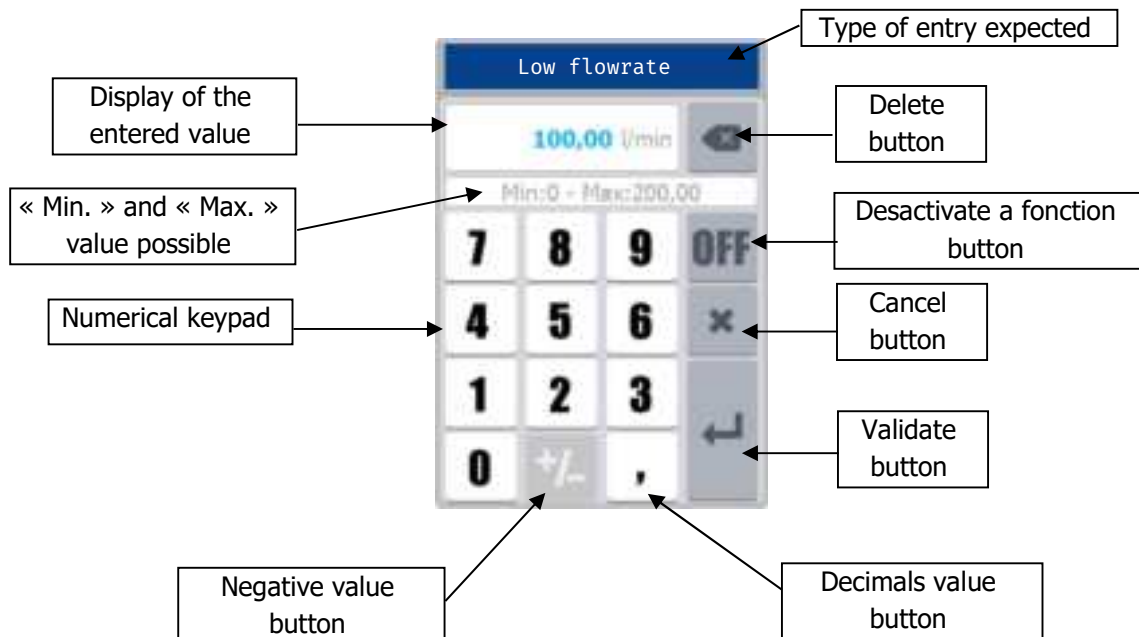 Type of entry expected
Low flowrate
Display of the
entered value
100,00 l/min
Delete
button
« Min. » and « Max. »
value possible
Min:0 - Max:200,00
Desactivate a fonction
button
7 8 9 OFF
Numerical keypad
4 5 6 ×
Cancel
button
1 2 3
Validate
button
0 +/- ,
Negative value
button
Decimals value
button